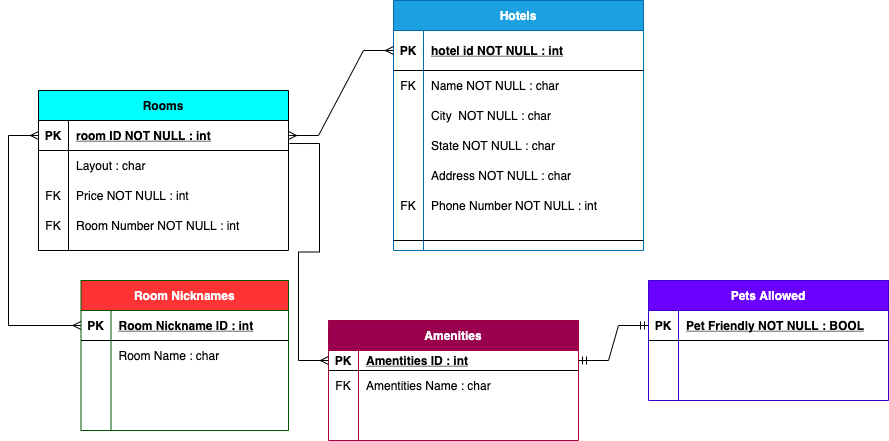 Hotels
PK hotel id NOT NULL : int
FK Name NOT NULL : char
City NOT NULL : char
State NOT NULL : char
Address NOT NULL : char
FK Phone Number NOT NULL : int
Rooms
PK room ID NOT NULL : int
Layout : char
FK Price NOT NULL : int
FK Room Number NOT NULL : int
Room Nicknames
PK Room Nickname ID : int
Room Name : char
Amenities
PK Amentities ID : int
FK Amentities Name : char
Pets Allowed
PK Pet Friendly NOT NULL : BOOL